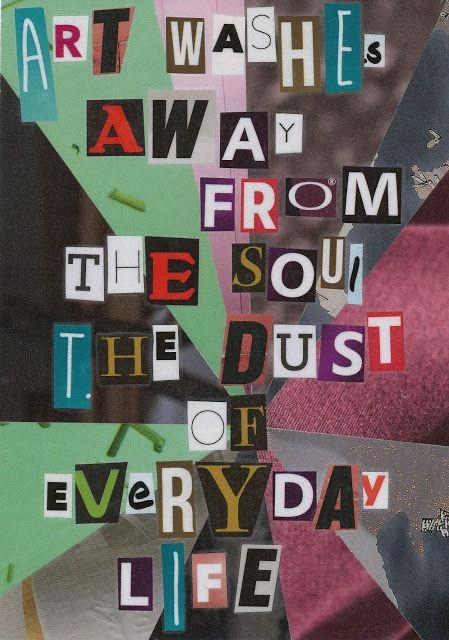 ART WASHES
AWAY
FROM
THE SOUl
THE DUST
OF
EVeRYDAY
LIFE